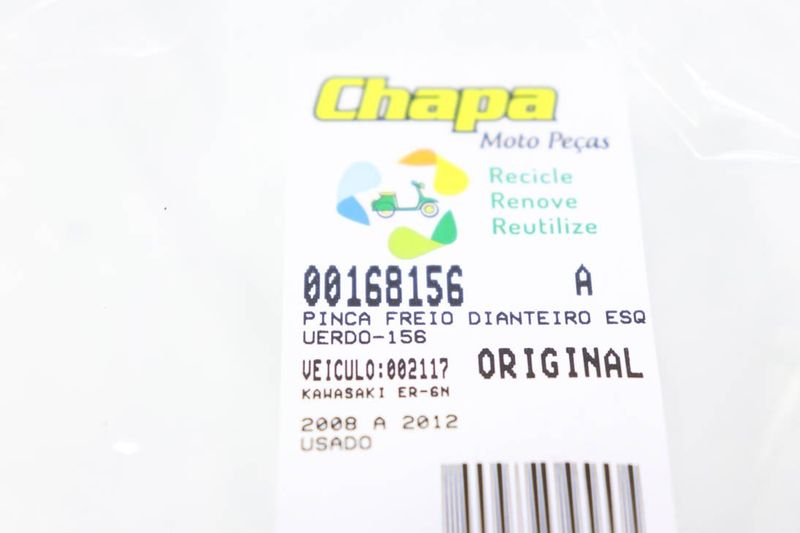 Chapa
Moto Peças
Recicle
Renove
Reutilize
00168156 A
PINCA FREIO DIANTEIRO ESQ
UERDO-156
VEICULO:002117 ORIGINAL
KAWASAKI ER-6N
2008 A 2012
USADO